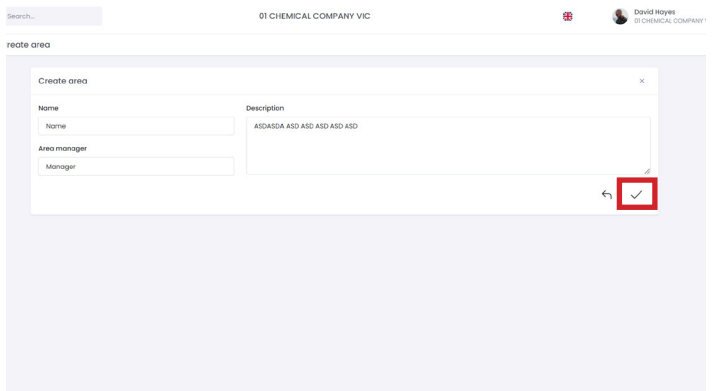 Search...
01 CHEMICAL COMPANY VIC
David Hayes
01 CHEMICAL COMPANY
reate area
Create area
Name
Description
Name
ASDASDA ASD ASD ASD ASD ASD
Area manager
Manager